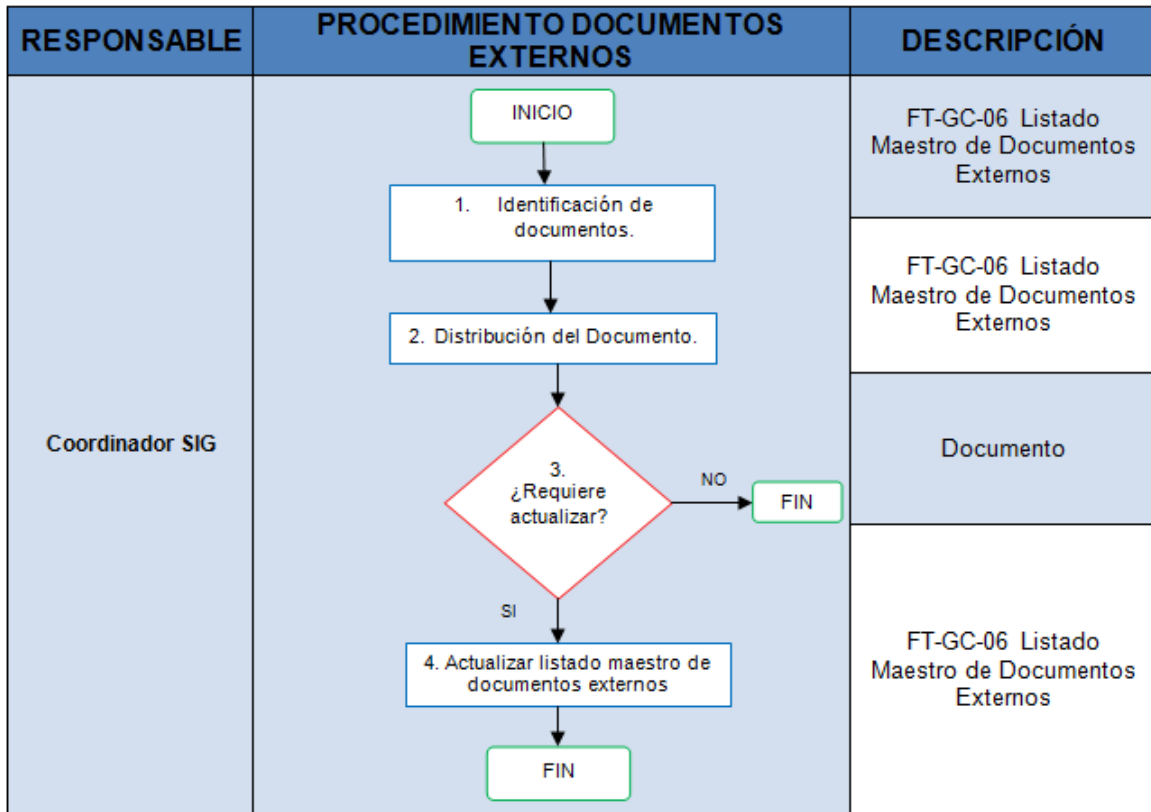 RESPONSABLE
PROCEDIMIENTO DOCUMENTOS
EXTERNOS
DESCRIPCIÓN
Coordinador SIG
INICIO
1. Identificación de
documentos.
2. Distribución del Documento.
3.
¿Requiere
actualizar?
NO
FIN
SI
4. Actualizar listado maestro de
documentos externos
FIN
FT-GC-06 Listado
Maestro de Documentos
Externos
FT-GC-06 Listado
Maestro de Documentos
Externos
Documento
FT-GC-06 Listado
Maestro de Documentos
Externos